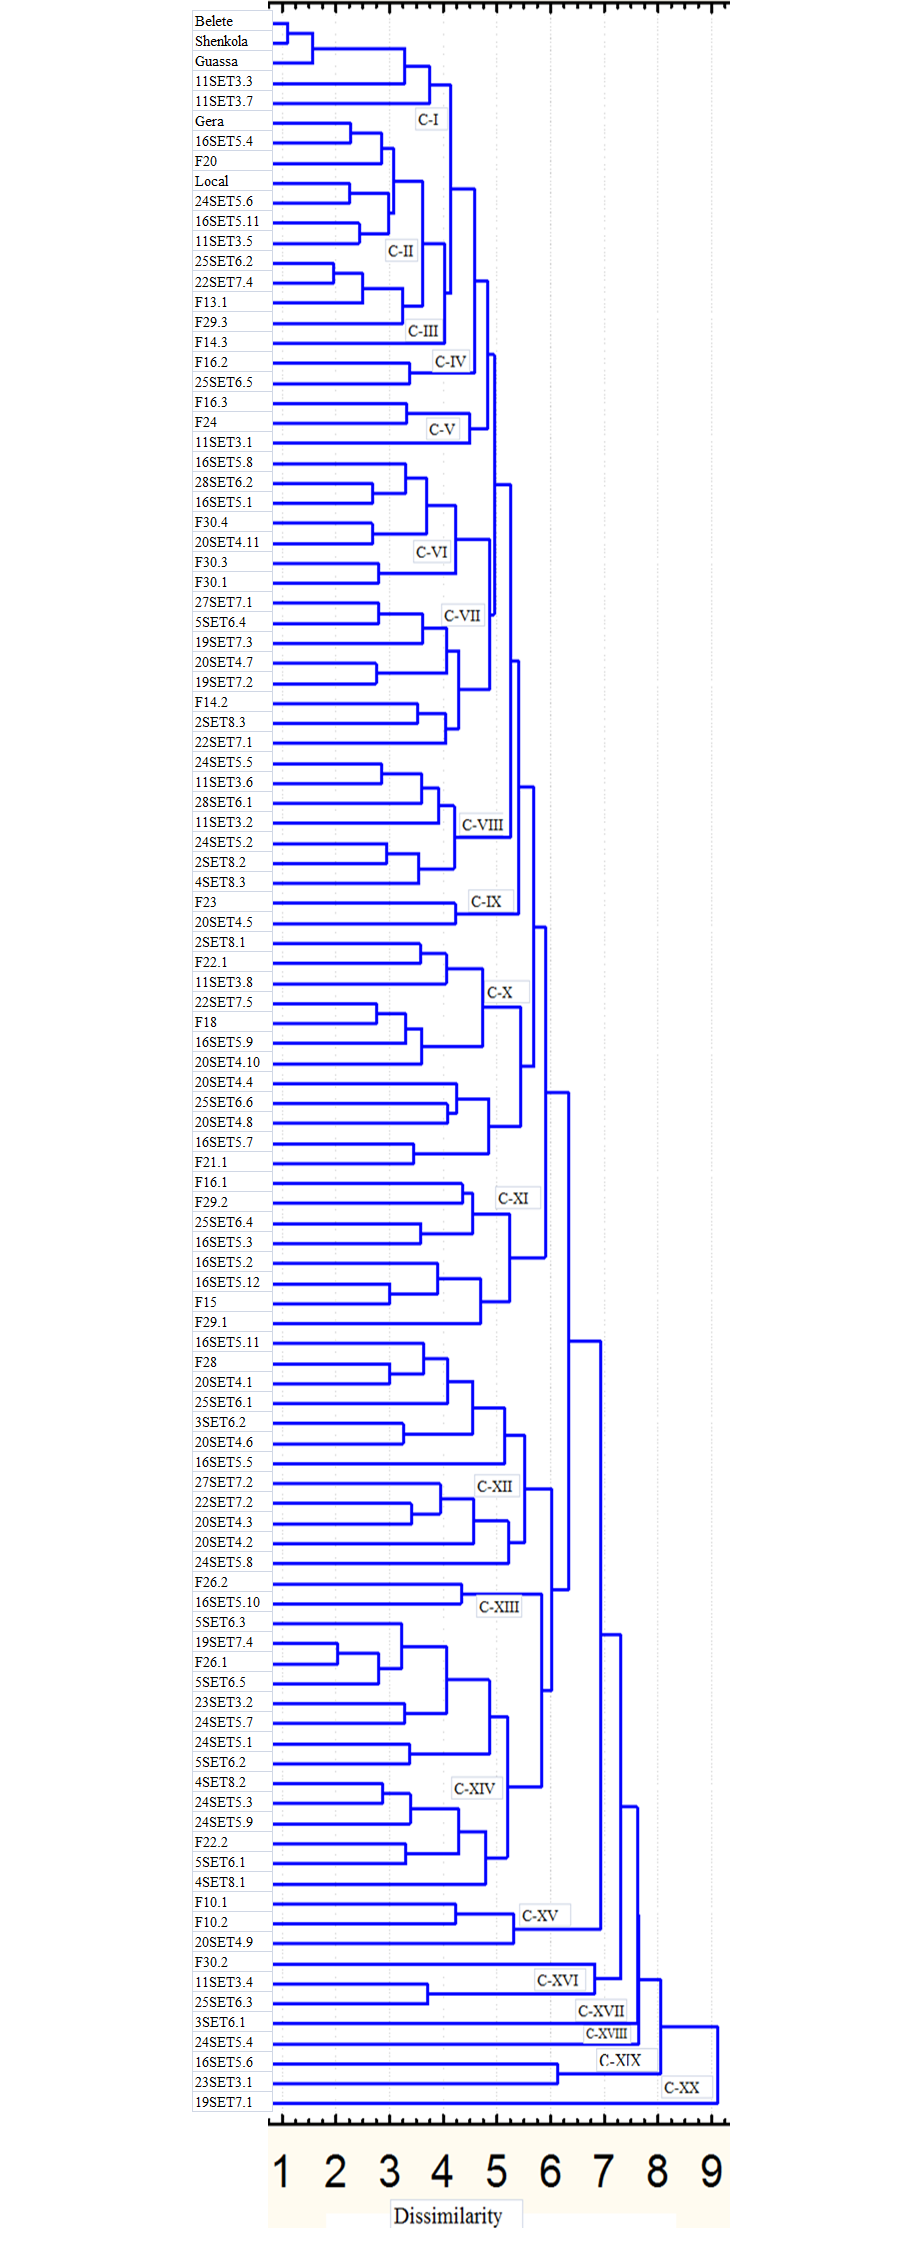 Belete
Shenkola
Guassa
11SET3.3
11SET3.7
C-I
Gera
16SET5.4
F20
Local
24SET5.6
16SET5.11
11SET3.5
C-II
25SET6.2
22SET7.4
F13.1
F29.3
C-III
F14.3
F16.2
C-IV
25SET6.5
F16.3
F24
C-V
11SET3.1
16SET5.8
28SET6.2
16SET5.1
F30.4
20SET4.11
C-VI
F30.3
F30.1
27SET7.1
C-VII
5SET6.4
19SET7.3
20SET4.7
19SET7.2
F14.2
2SET8.3
22SET7.1
24SET5.5
11SET3.6
28SET6.1
11SET3.2
C-VIII
24SET5.2
2SET8.2
4SET8.3
F23
C-IX
20SET4.5
2SET8.1
F22.1
11SET3.8
C-X
22SET7.5
F18
16SET5.9
20SET4.10
20SET4.4
25SET6.6
20SET4.8
16SET5.7
F21.1
F16.1
C-XI
F29.2
25SET6.4
16SET5.3
16SET5.2
16SET5.12
F15
F29.1
16SET5.11
F28
20SET4.1
25SET6.1
3SET6.2
20SET4.6
16SET5.5
27SET7.2
C-XII
22SET7.2
20SET4.3
20SET4.2
24SET5.8
F26.2
16SET5.10
C-XIII
5SET6.3
19SET7.4
F26.1
5SET6.5
23SET3.2
24SET5.7
24SET5.1
5SET6.2
4SET8.2
C-XIV
24SET5.3
24SET5.9
F22.2
5SET6.1
4SET8.1
F10.1
C-XV
F10.2
20SET4.9
F30.2
C-XVI
11SET3.4
25SET6.3
C-XVII
3SET6.1
C-XVIII
24SET5.4
C-XIX
16SET5.6
23SET3.1
C-XX
19SET7.1
1 2 3 4 5 6 7 8 9
Dissimilarity